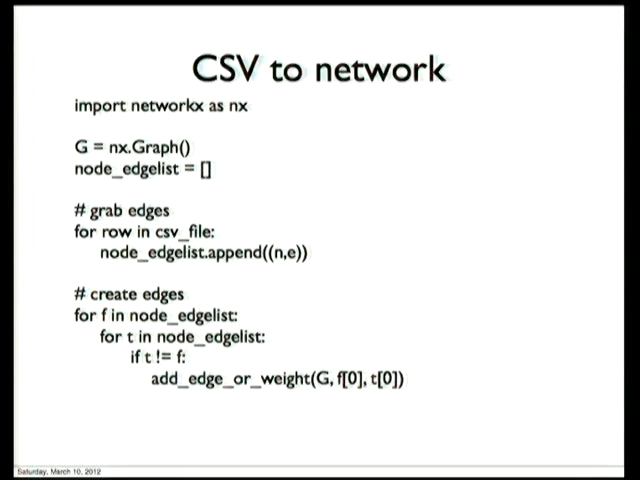 CSV to network
import networkx as nx
G = nx.Graph()
node_edgelist = []
# grab edges
for row in csv_file:
node_edgelist.append((n,e))
# create edges
for f in node_edgelist:
for t in node_edgelist:
if t != f:
add_edge_or_weight(G, f[0], t[0])
Saturday, March 10, 2012